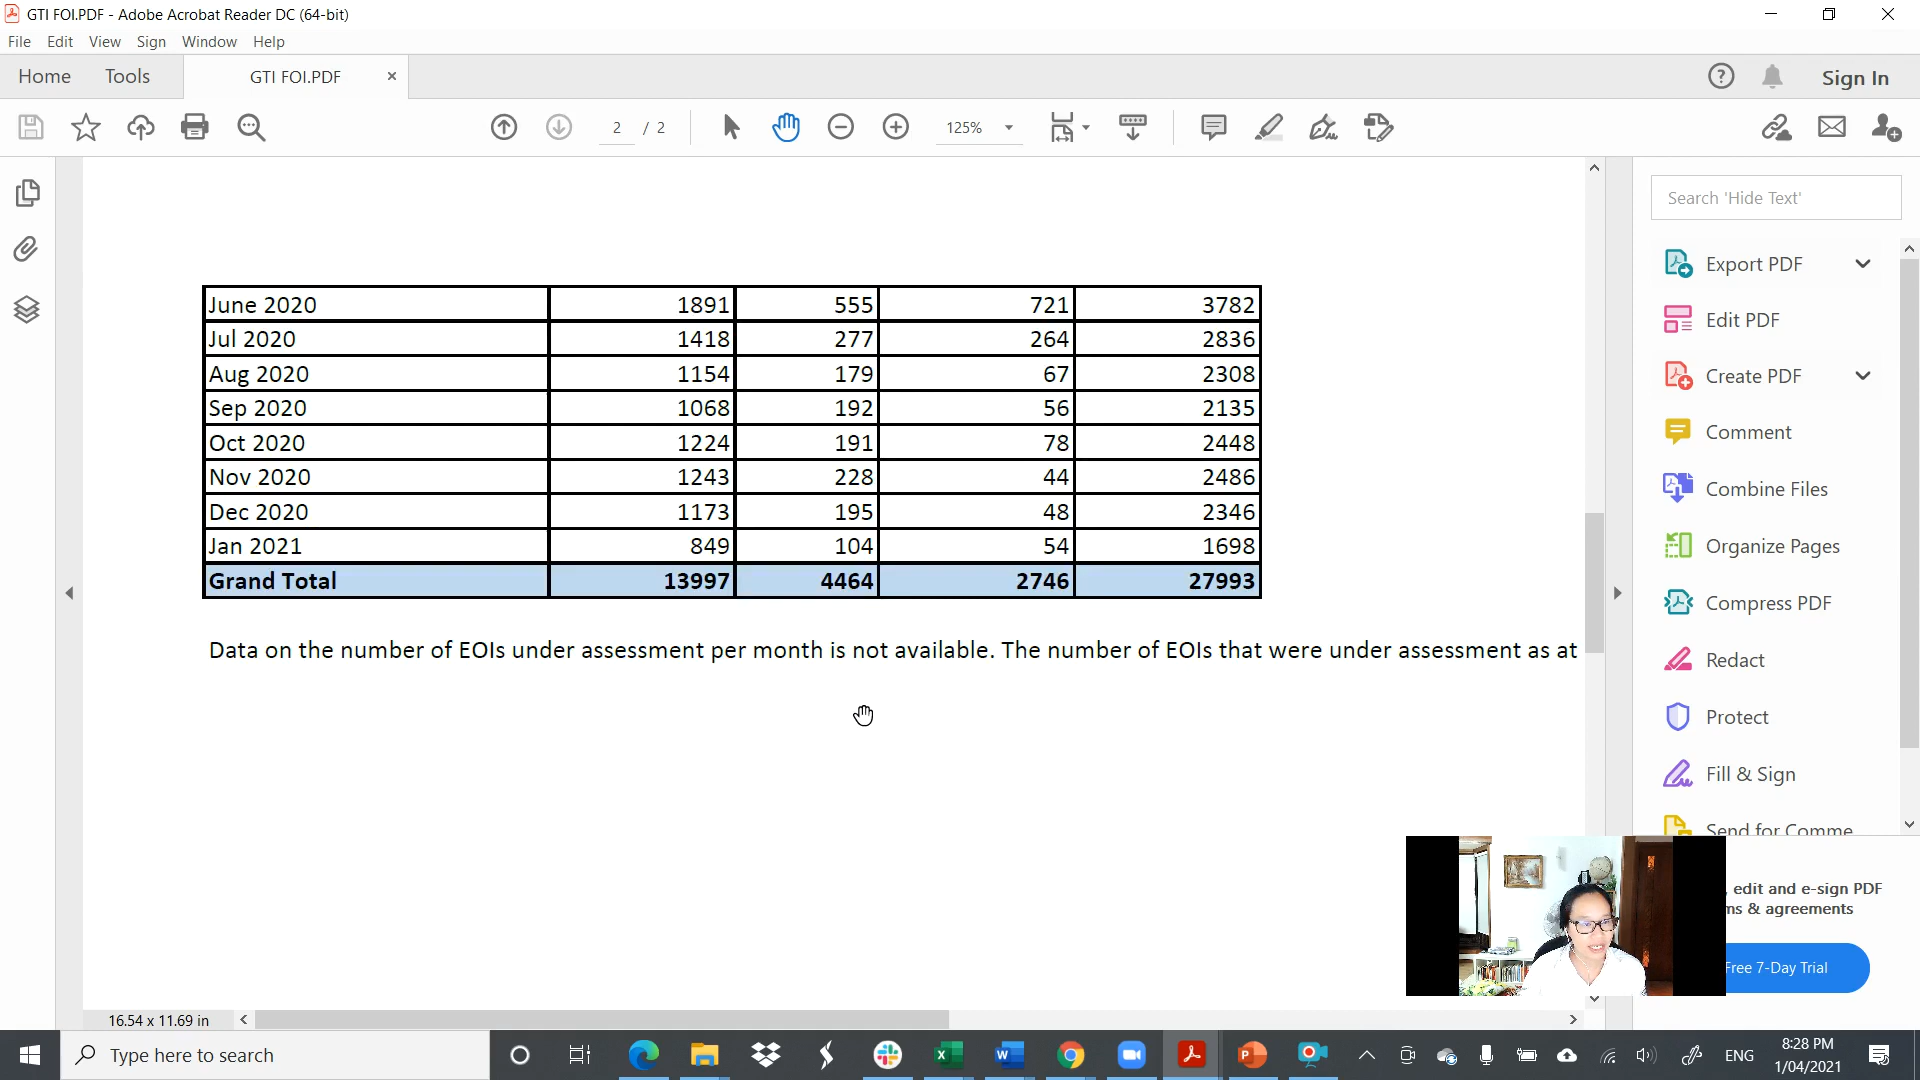 GTI FOI.PDF - Adobe Acrobat Reader DC (64-bit)
File Edit View Sign Window Help
Home Tools GTI FOI.PDF × Sign In
2 / 2 125%
Search 'Hide Text'
Export PDF
Edit PDF
Create PDF
Comment
Combine Files
Organize Pages
Compress PDF
Redact
Protect
Fill & Sign
Send for Comme
June 2020 1891 555 721 3782
Jul 2020 1418 277 264 2836
Aug 2020 1154 179 67 2308
Sep 2020 1068 192 56 2135
Oct 2020 1224 191 78 2448
Nov 2020 1243 228 44 2486
Dec 2020 1173 195 48 2346
Jan 2021 849 104 54 1698
Grand Total 13997 4464 2746 27993
Data on the number of EOIs under assessment per month is not available. The number of EOIs that were under assessment as at
, edit and e-sign PDF
ms & agreements
Free 7-Day Trial
16.54 x 11.69 in
Type here to search
ENG
8:28 PM
1/04/2021